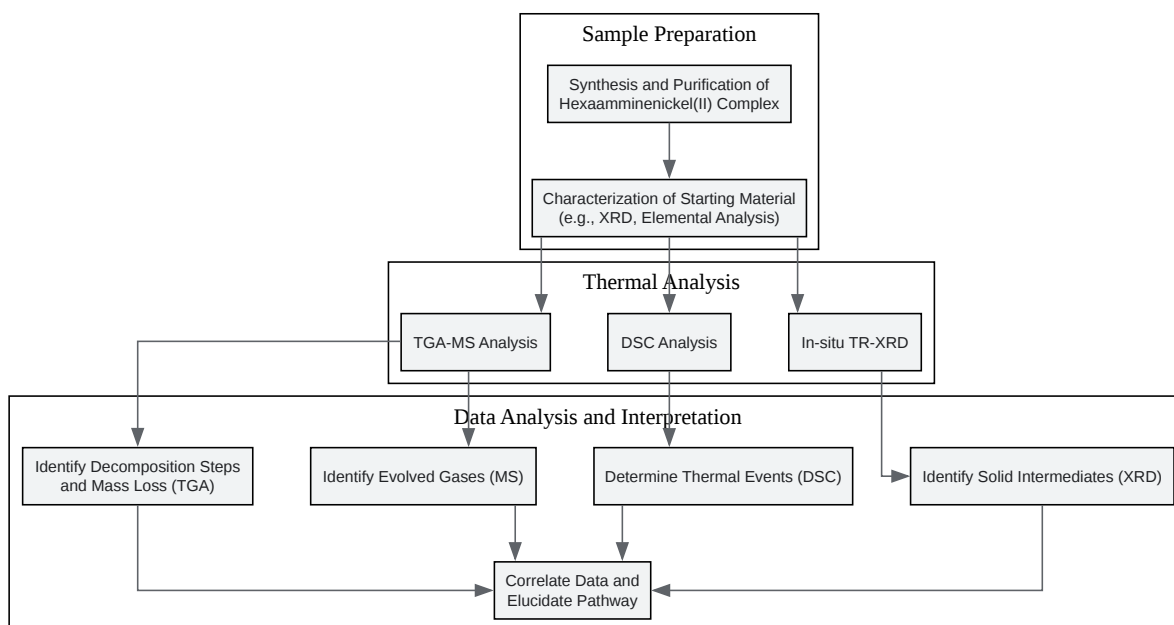 Sample Preparation
Synthesis and Purification of
Hexaamminenickel(II) Complex
Characterization of Starting Material
(e.g., XRD, Elemental Analysis)
Thermal Analysis
TGA-MS Analysis
DSC Analysis
In-situ TR-XRD
Data Analysis and Interpretation
Identify Decomposition Steps
and Mass Loss (TGA)
Identify Evolved Gases (MS)
Determine Thermal Events (DSC)
Identify Solid Intermediates (XRD)
Correlate Data and
Elucidate Pathway